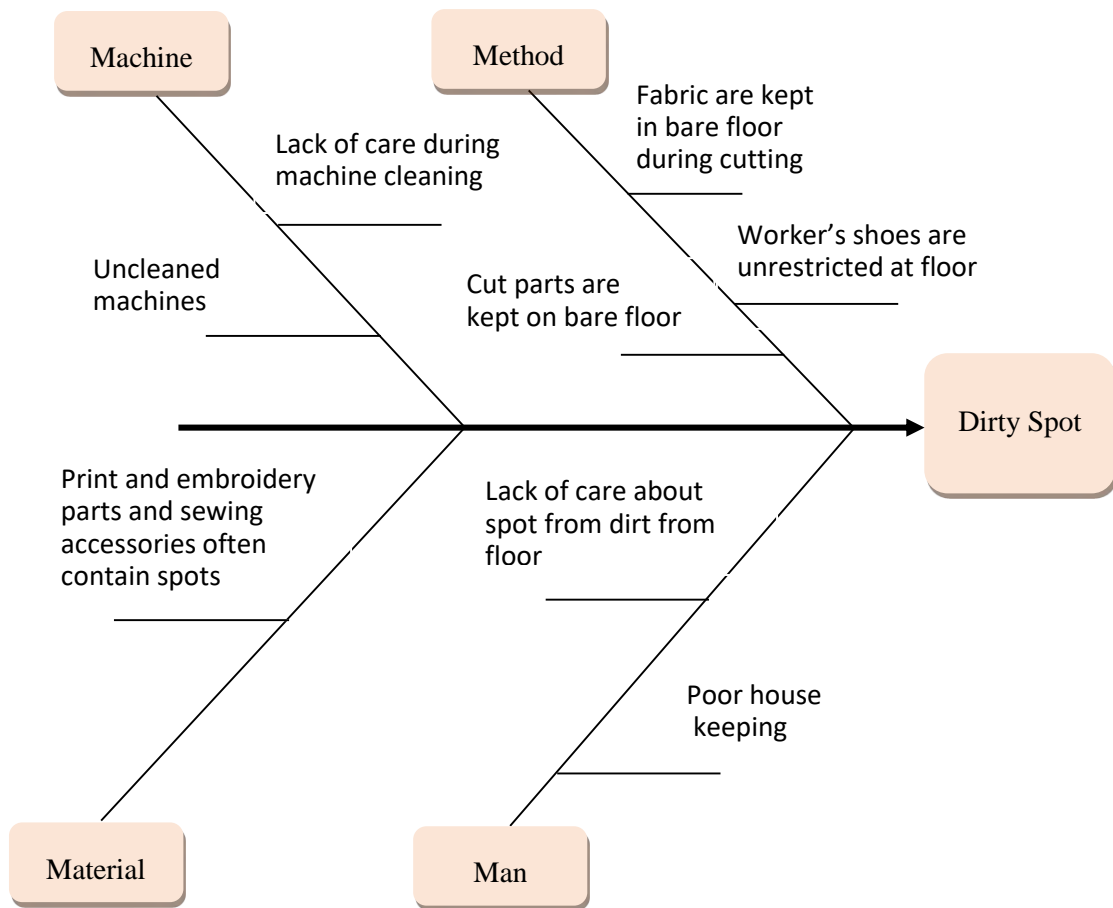 Machine
Method
Lack of care during
machine cleaning
Uncleaned
machines
Fabric are kept
in bare floor
during cutting
Worker’s shoes are
unrestricted at floor
Cut parts are
kept on bare floor
Dirty Spot
Print and embroidery
parts and sewing
accessories often
contain spots
Lack of care about
spot from dirt from
floor
Poor house
keeping
Material
Man